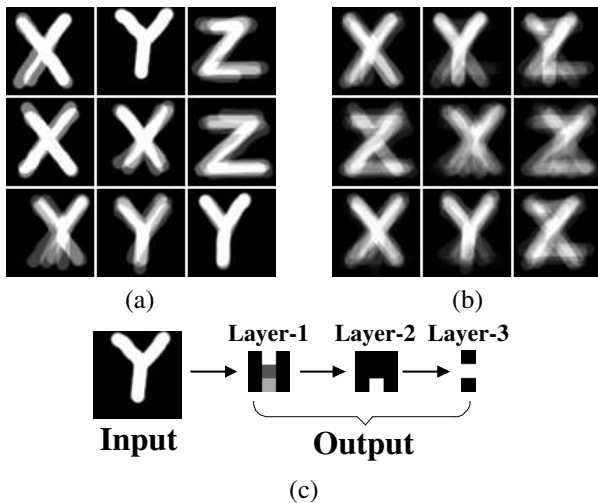 X Y Z X Y Z
X X Z Z X Z
X Y Y X Y Z
(a) (b)
Layer-1 Layer-2 Layer-3
Y
Input Output
(c)